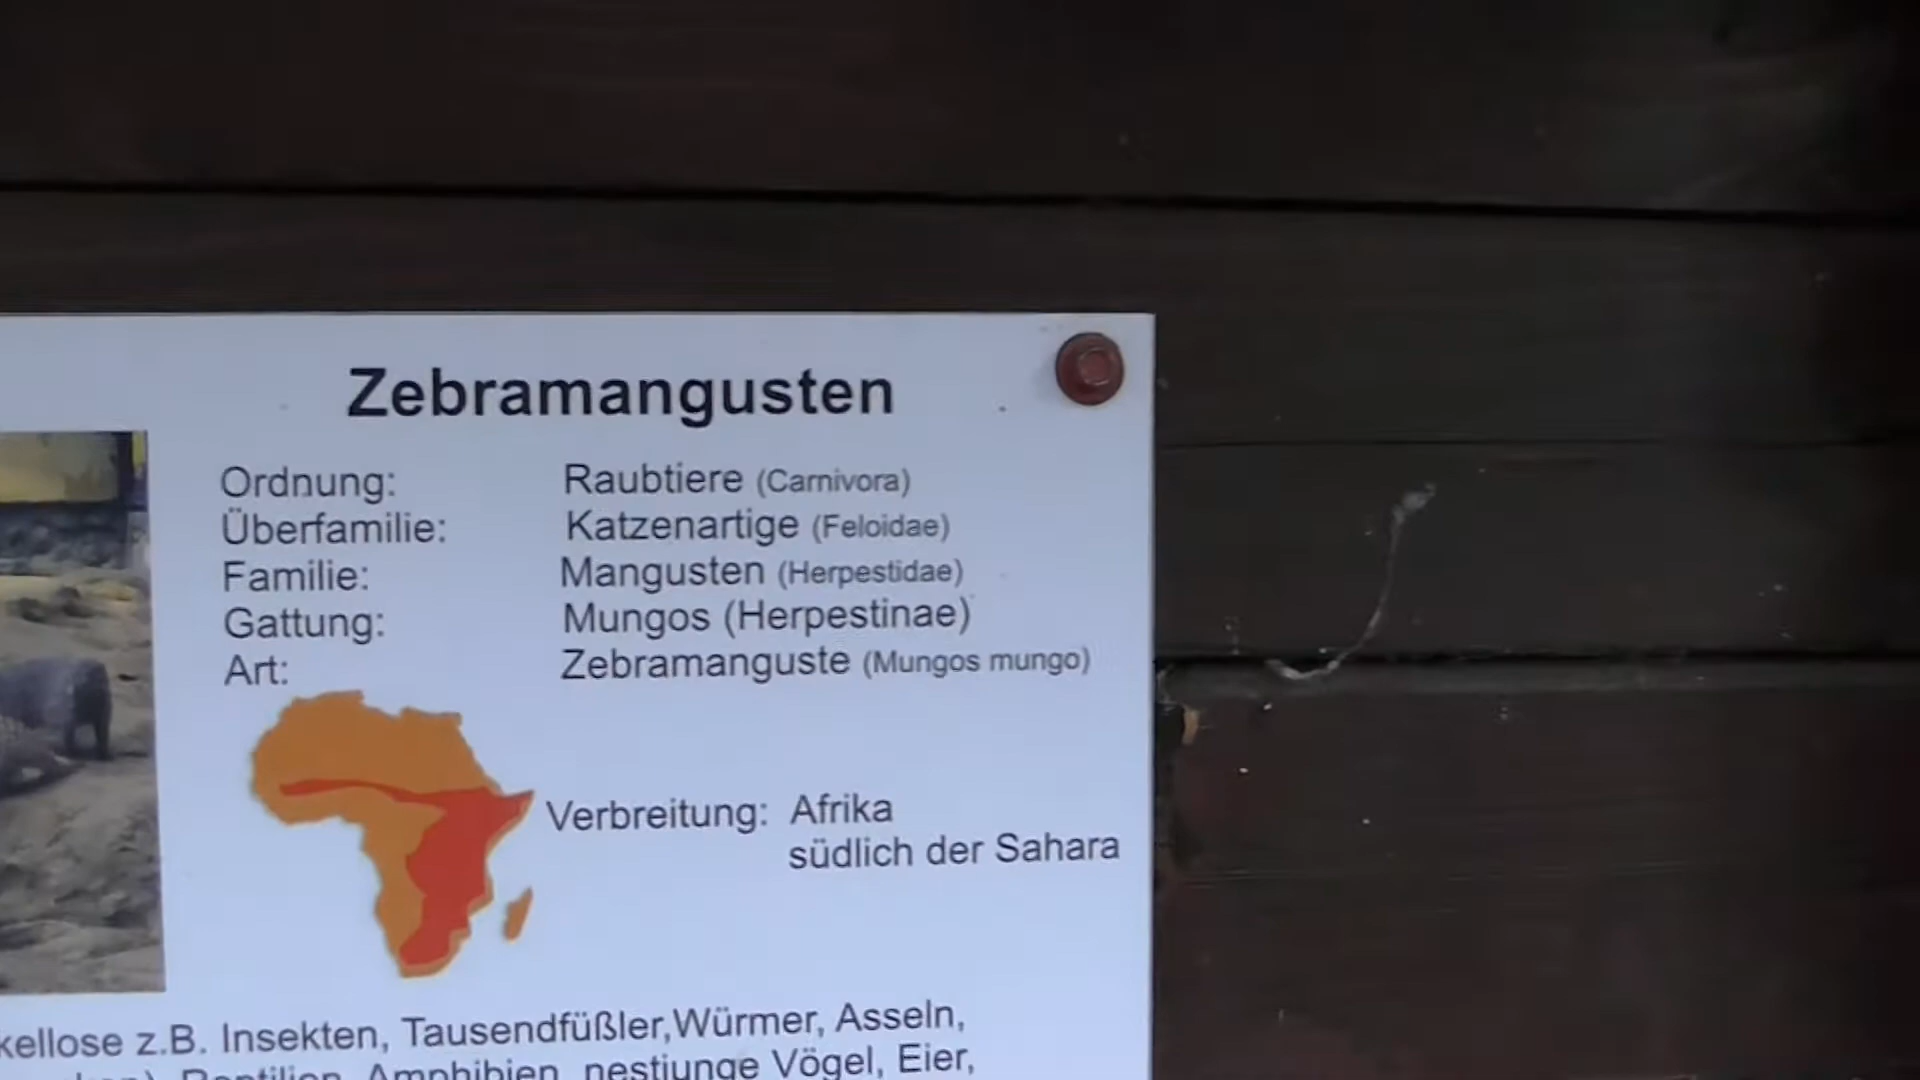 Zebramangusten
Ordnung: Raubtiere (Carnivora)
Überfamilie: Katzenartige (Feloidae)
Familie: Mangusten (Herpestidae)
Gattung: Mungos (Herpestinae)
Art: Zebramanguste (Mungos mungo)
Verbreitung: Afrika
südlich der Sahara
kellose z.B. Insekten, Tausendfüßler,Würmer, Asseln,
Reptilien, Amphibien, nestjunge Vögel, Eier,